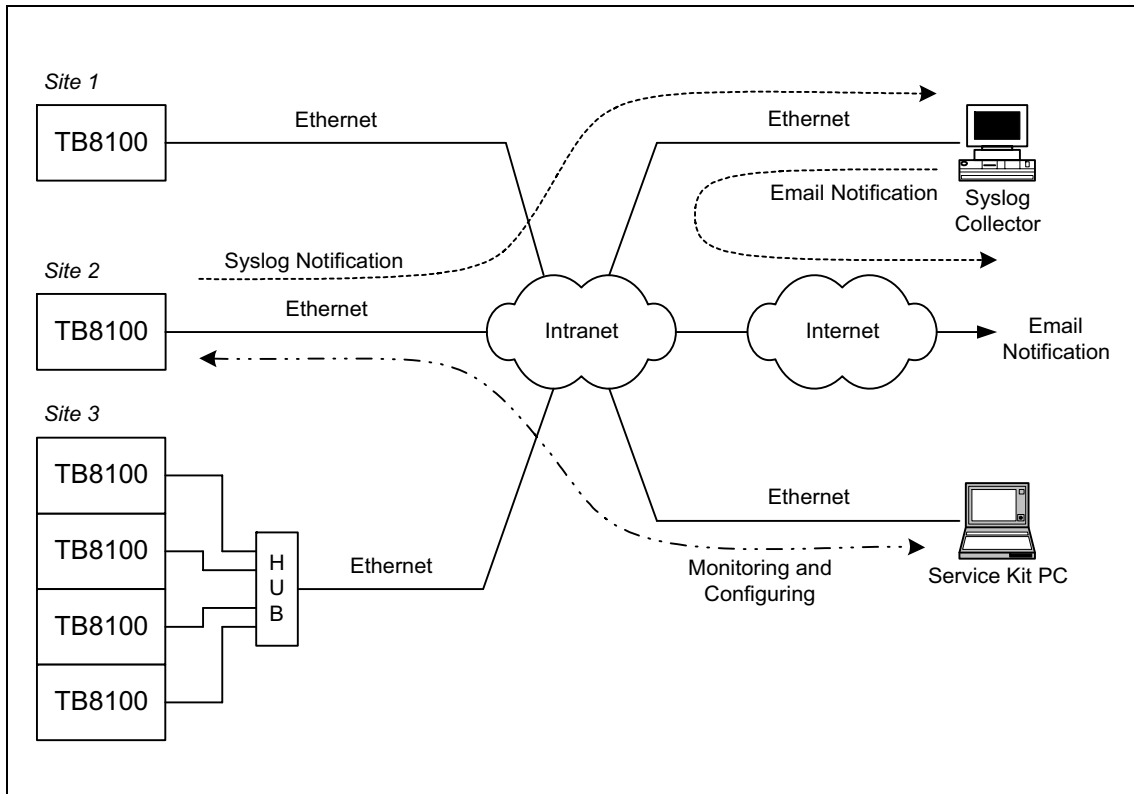 Site 1
TB8100
Ethernet
Ethernet
Email Notification
Syslog
Collector
Site 2
Syslog Notification
TB8100
Ethernet
Intranet
Internet
Email
Notification
Site 3
TB8100
TB8100
TB8100
TB8100
H
U
B
Ethernet
Ethernet
Monitoring and
Configuring
Service Kit PC